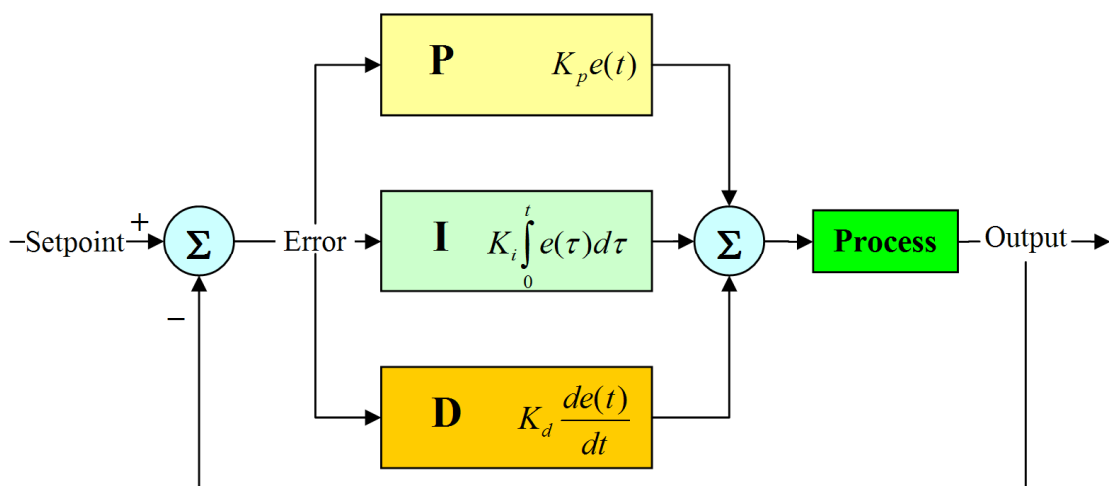 P K_p e(t)
Setpoint + Σ Error I K_i ∫_0^t e(τ)dτ Σ Process Output
−
D K_d de(t)/dt